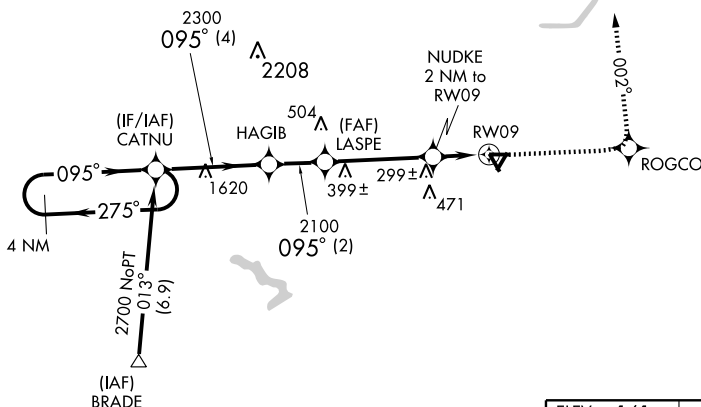 2300
095° (4)
2208
NUDKE
2 NM to
RW09
002°
(IF/IAF)
CATNU
HAGIB
504
(FAF)
LASPE
RW09
ROGCO
095°
1620
399±
299±
471
275°
4 NM
2100
095° (2)
2700 NoPT
013°
(6.9)
(IAF)
BRADE